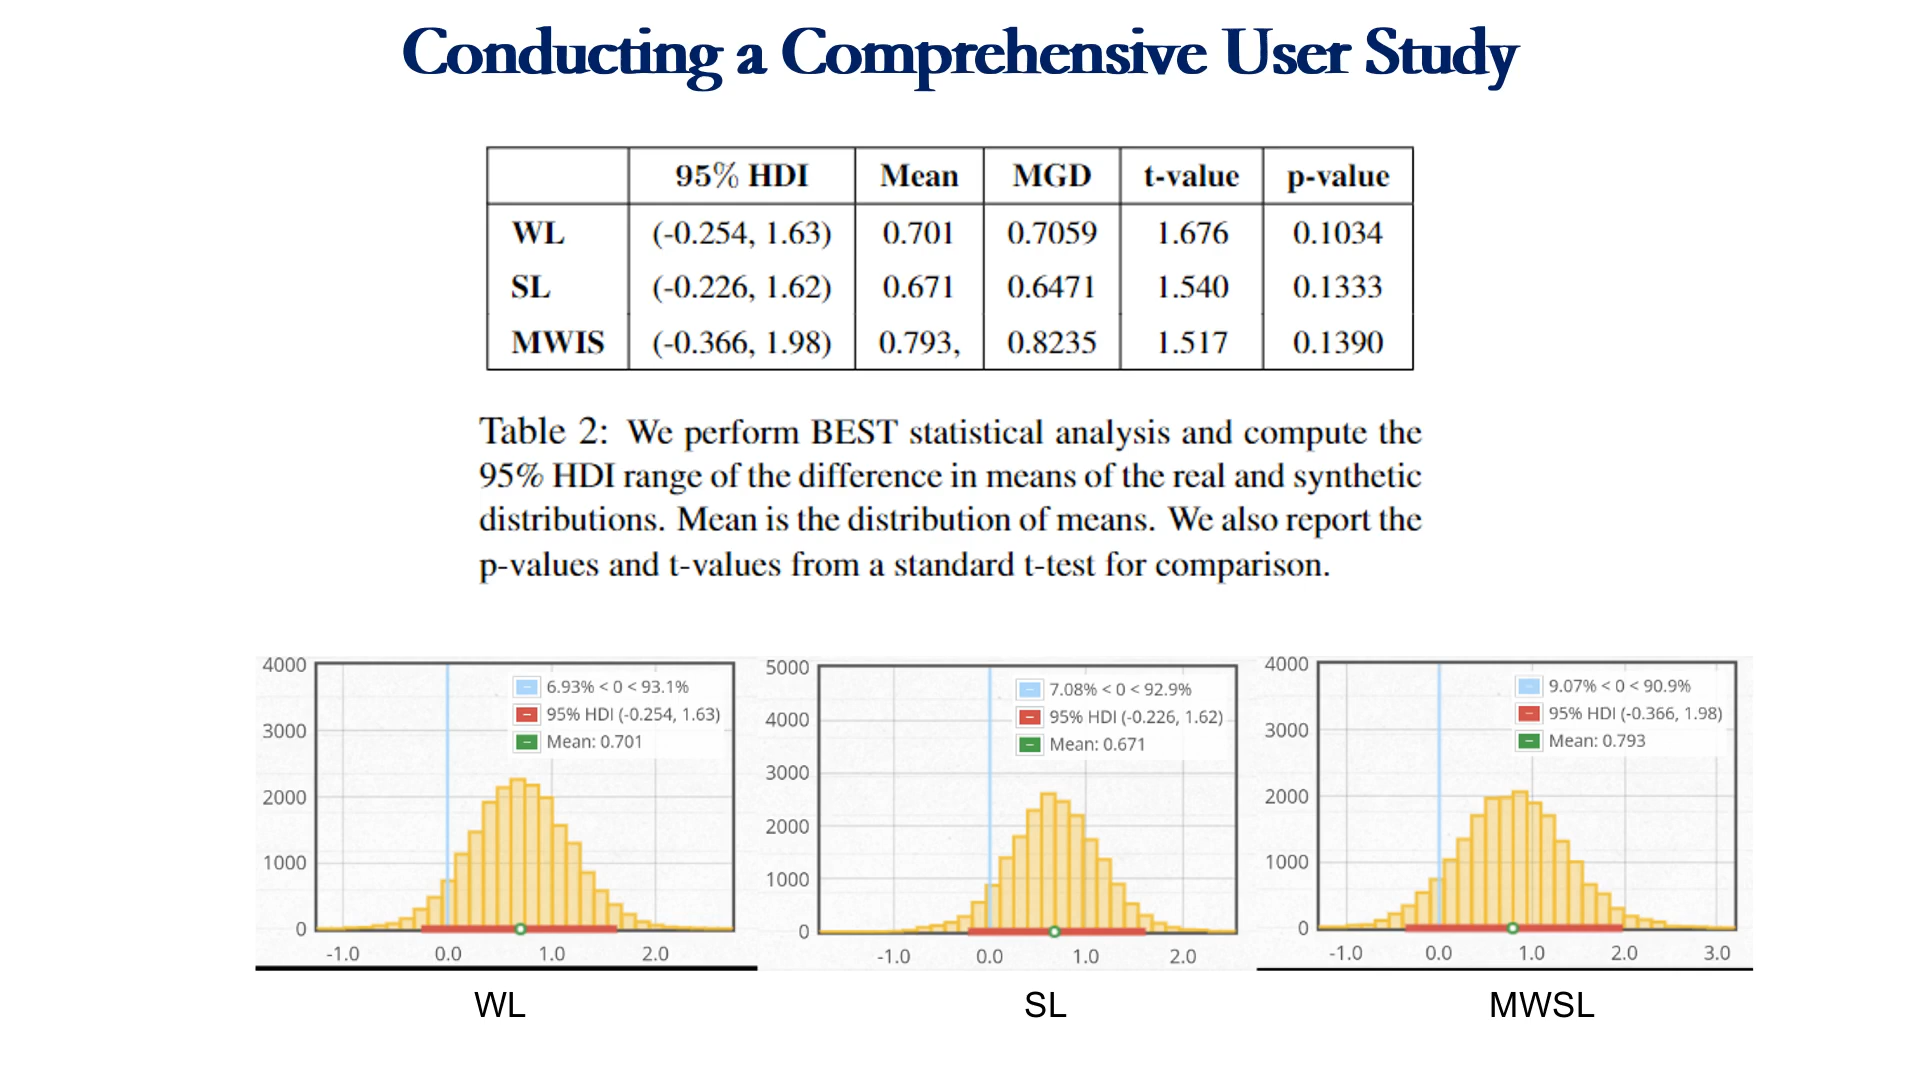 Conducting a Comprehensive User Study
95% HDI Mean MGD t-value p-value
WL (-0.254, 1.63) 0.701 0.7059 1.676 0.1034
SL (-0.226, 1.62) 0.671 0.6471 1.540 0.1333
MWIS (-0.366, 1.98) 0.793, 0.8235 1.517 0.1390
Table 2: We perform BEST statistical analysis and compute the
95% HDI range of the difference in means of the real and synthetic
distributions. Mean is the distribution of means. We also report the
p-values and t-values from a standard t-test for comparison.
4000
3000
2000
1000
0
6.93% < 0 < 93.1%
95% HDI (-0.254, 1.63)
Mean: 0.701
-1.0 0.0 1.0 2.0
WL
5000
4000
3000
2000
1000
0
7.08% < 0 < 92.9%
95% HDI (-0.226, 1.62)
Mean: 0.671
-1.0 0.0 1.0 2.0
SL
4000
3000
2000
1000
0
9.07% < 0 < 90.9%
95% HDI (-0.366, 1.98)
Mean: 0.793
-1.0 0.0 1.0 2.0 3.0
MWSL